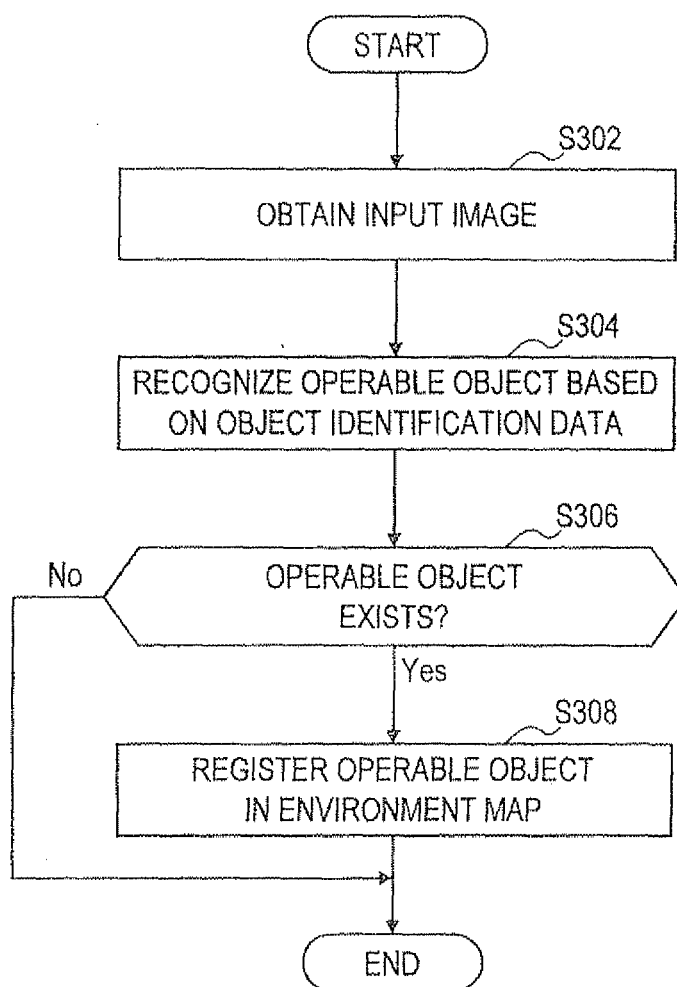 START
S302
OBTAIN INPUT IMAGE
S304
RECOGNIZE OPERABLE OBJECT BASED
ON OBJECT IDENTIFICATION DATA
S306
No
OPERABLE OBJECT
EXISTS?
Yes
S308
REGISTER OPERABLE OBJECT
IN ENVIRONMENT MAP
END